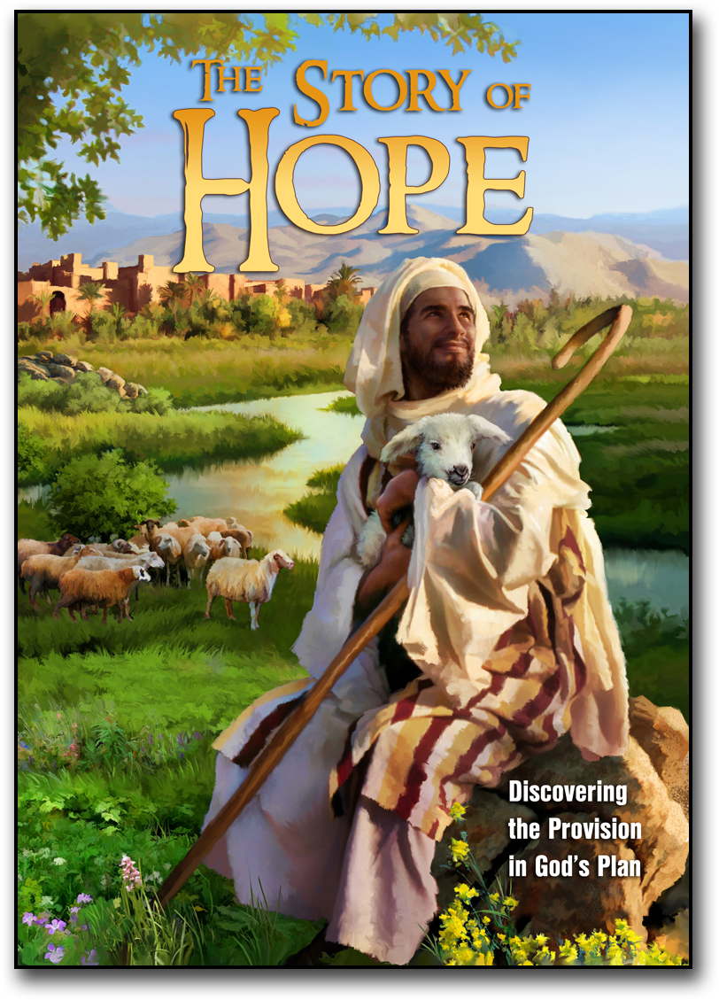 The Story of
Hope
Discovering
the Provision
in God's Plan